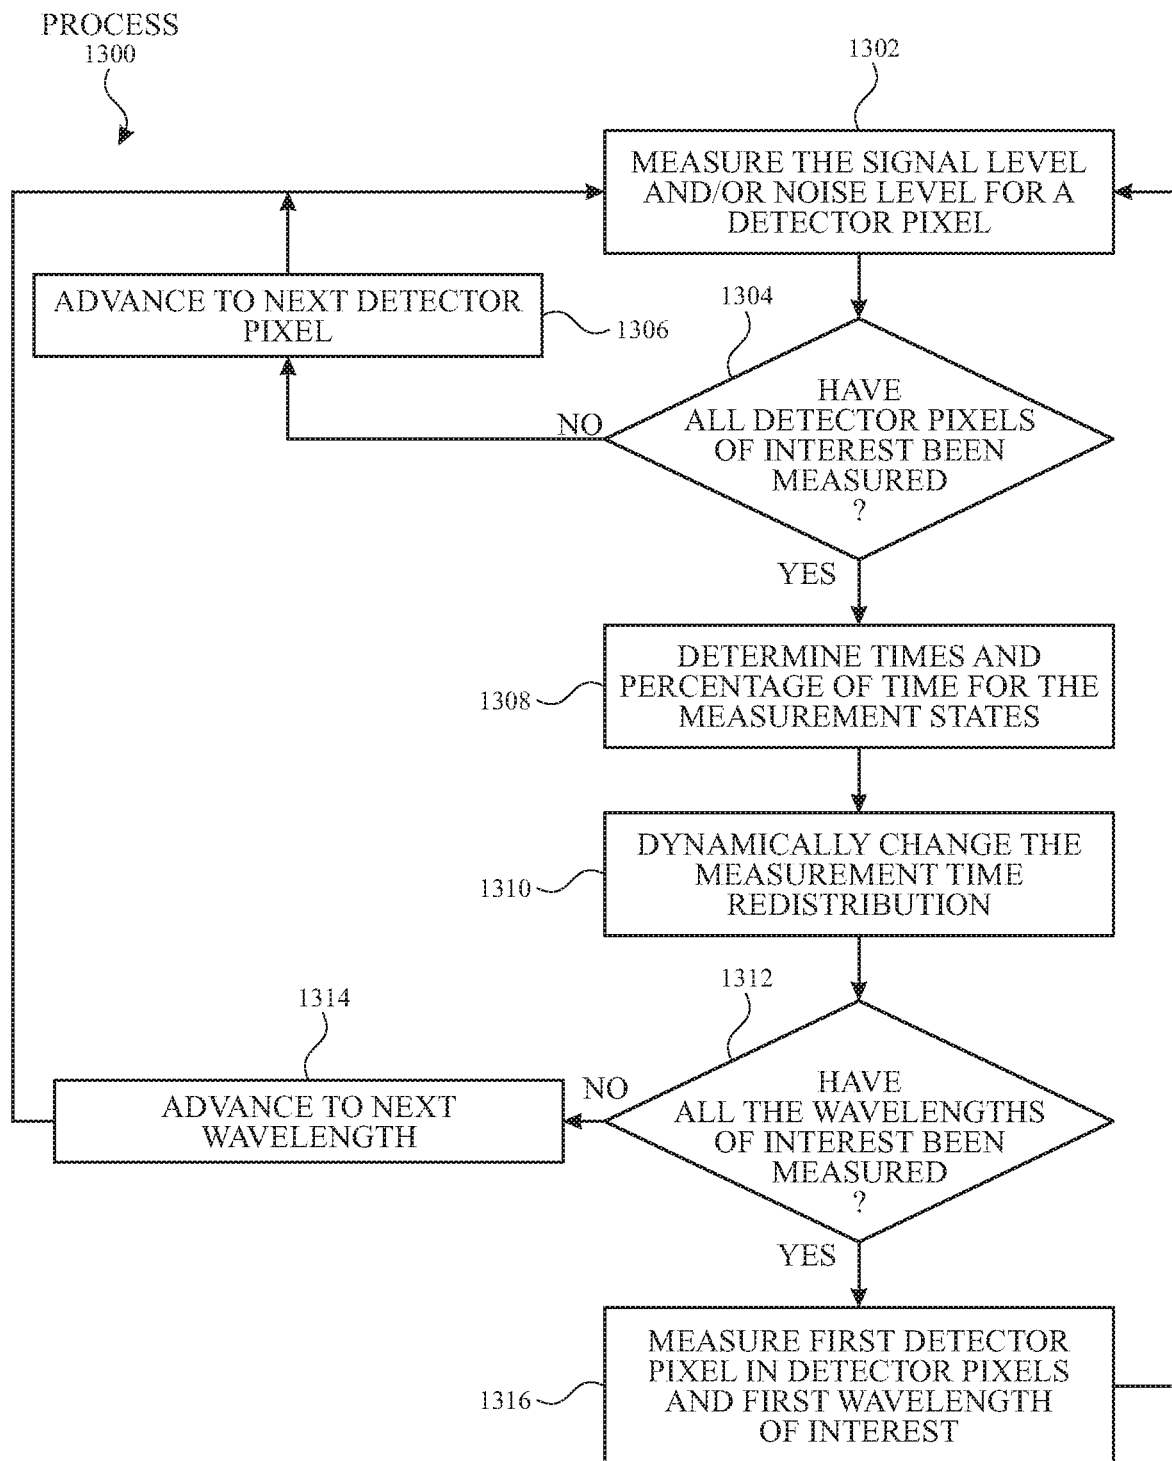 PROCESS
1300
1302
MEASURE THE SIGNAL LEVEL
AND/OR NOISE LEVEL FOR A
DETECTOR PIXEL
ADVANCE TO NEXT DETECTOR
PIXEL
1306
1304
HAVE
ALL DETECTOR PIXELS
OF INTEREST BEEN
MEASURED
?
NO
YES
DETERMINE TIMES AND
PERCENTAGE OF TIME FOR THE
MEASUREMENT STATES
1308
DYNAMICALLY CHANGE THE
MEASUREMENT TIME
REDISTRIBUTION
1310
1312
HAVE
ALL THE WAVELENGTHS
OF INTEREST BEEN
MEASURED
?
NO
1314
ADVANCE TO NEXT
WAVELENGTH
YES
MEASURE FIRST DETECTOR
PIXEL IN DETECTOR PIXELS
AND FIRST WAVELENGTH
OF INTEREST
1316